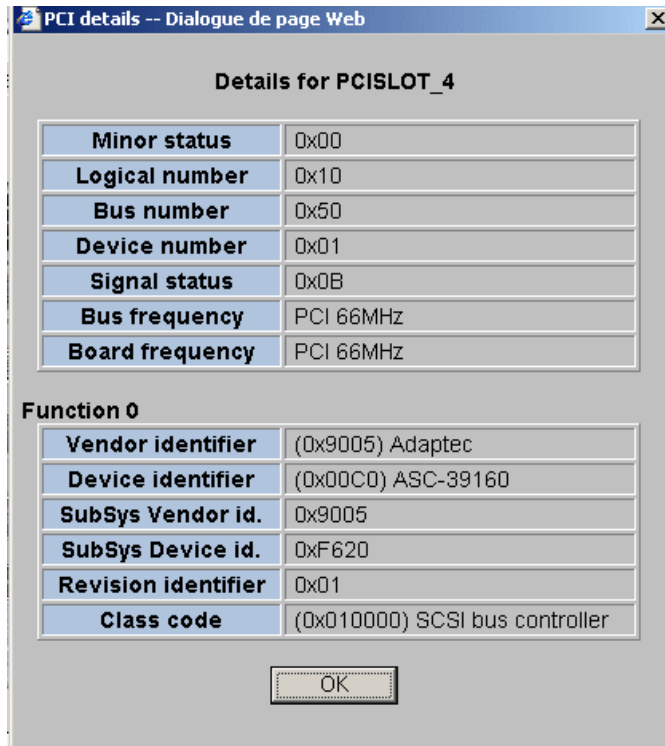 PCI details -- Dialogue de page Web
Details for PCISLOT_4
Minor status 0x00
Logical number 0x10
Bus number 0x50
Device number 0x01
Signal status 0x0B
Bus frequency PCI 66MHz
Board frequency PCI 66MHz
Function 0
Vendor identifier (0x9005) Adaptec
Device identifier (0x00C0) ASC-39160
SubSys Vendor id. 0x9005
SubSys Device id. 0xF620
Revision identifier 0x01
Class code (0x010000) SCSI bus controller
OK